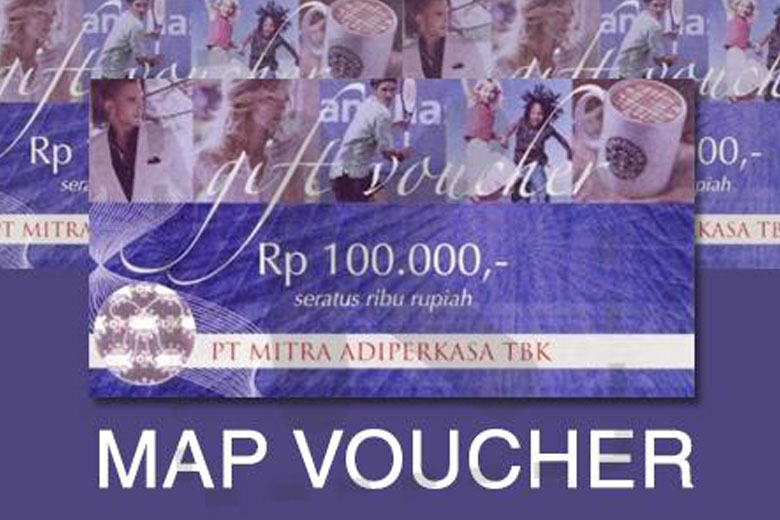 gift voucher
Rp 100.000,-
seratus ribu rupiah
PT MITRA ADIPERKASA TBK
MAP VOUCHER